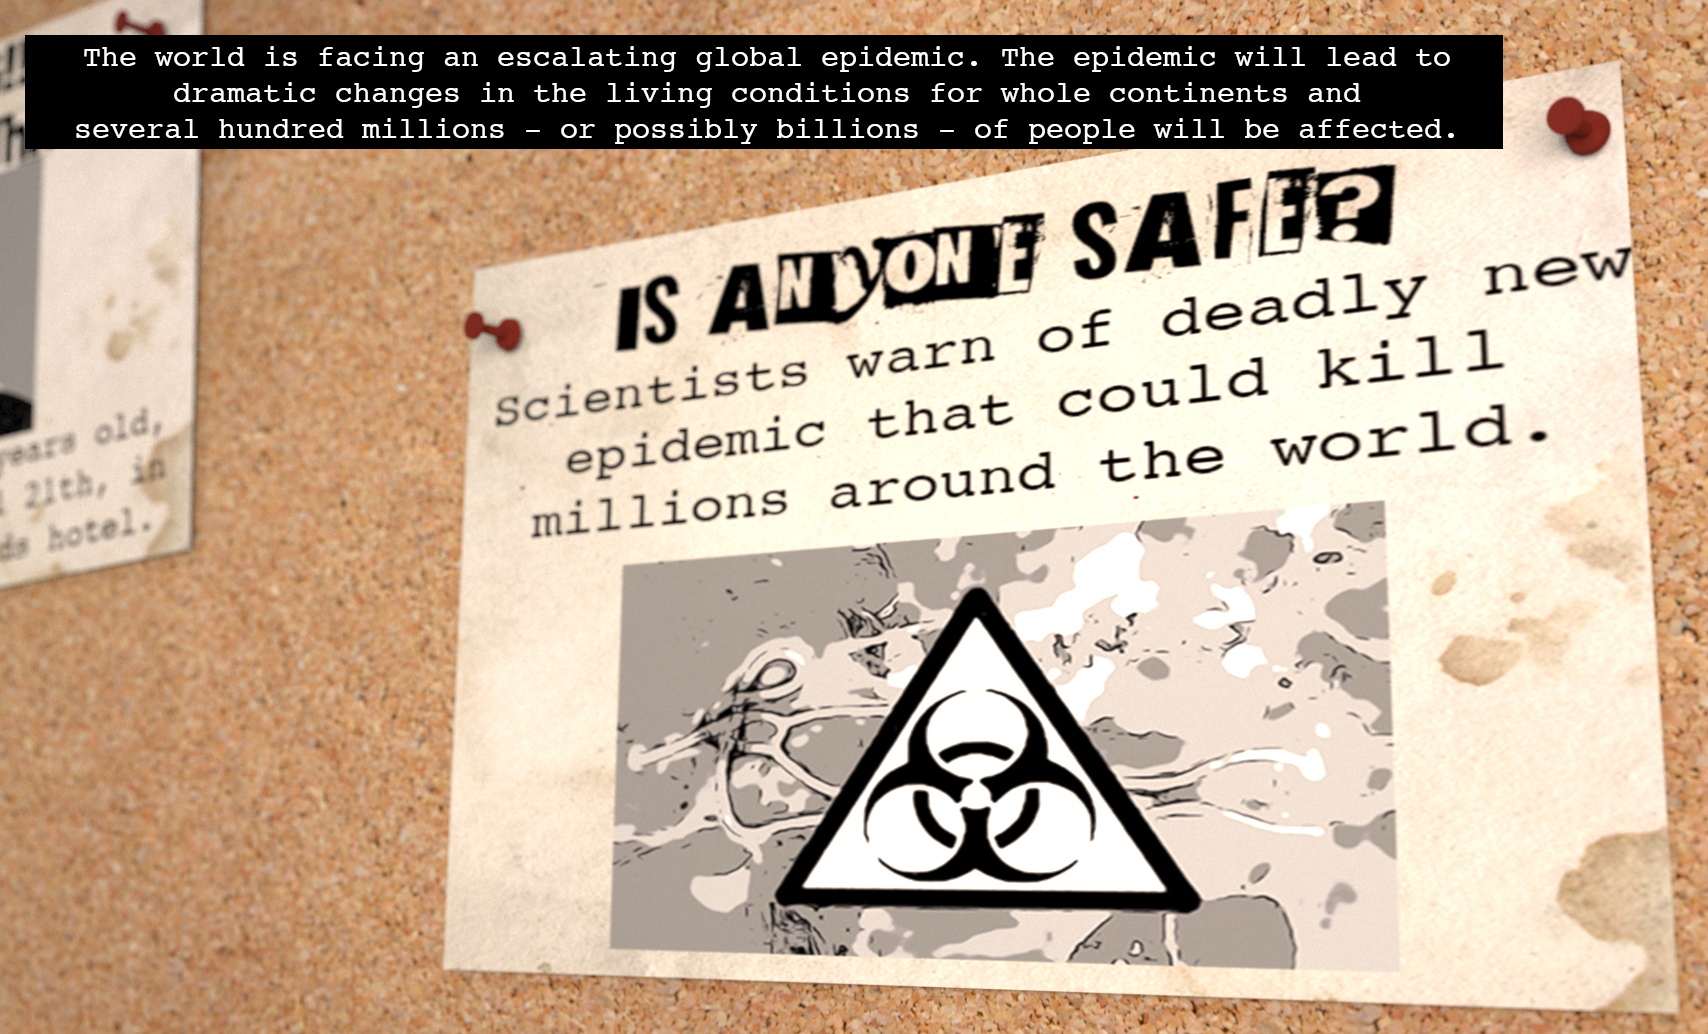 The world is facing an escalating global epidemic. The epidemic will lead to
dramatic changes in the living conditions for whole continents and
several hundred millions – or possibly billions – of people will be affected.
IS ANYONE SAFE?
Scientists warn of deadly new
epidemic that could kill
millions around the world.
years old,
21th, in
hotel.